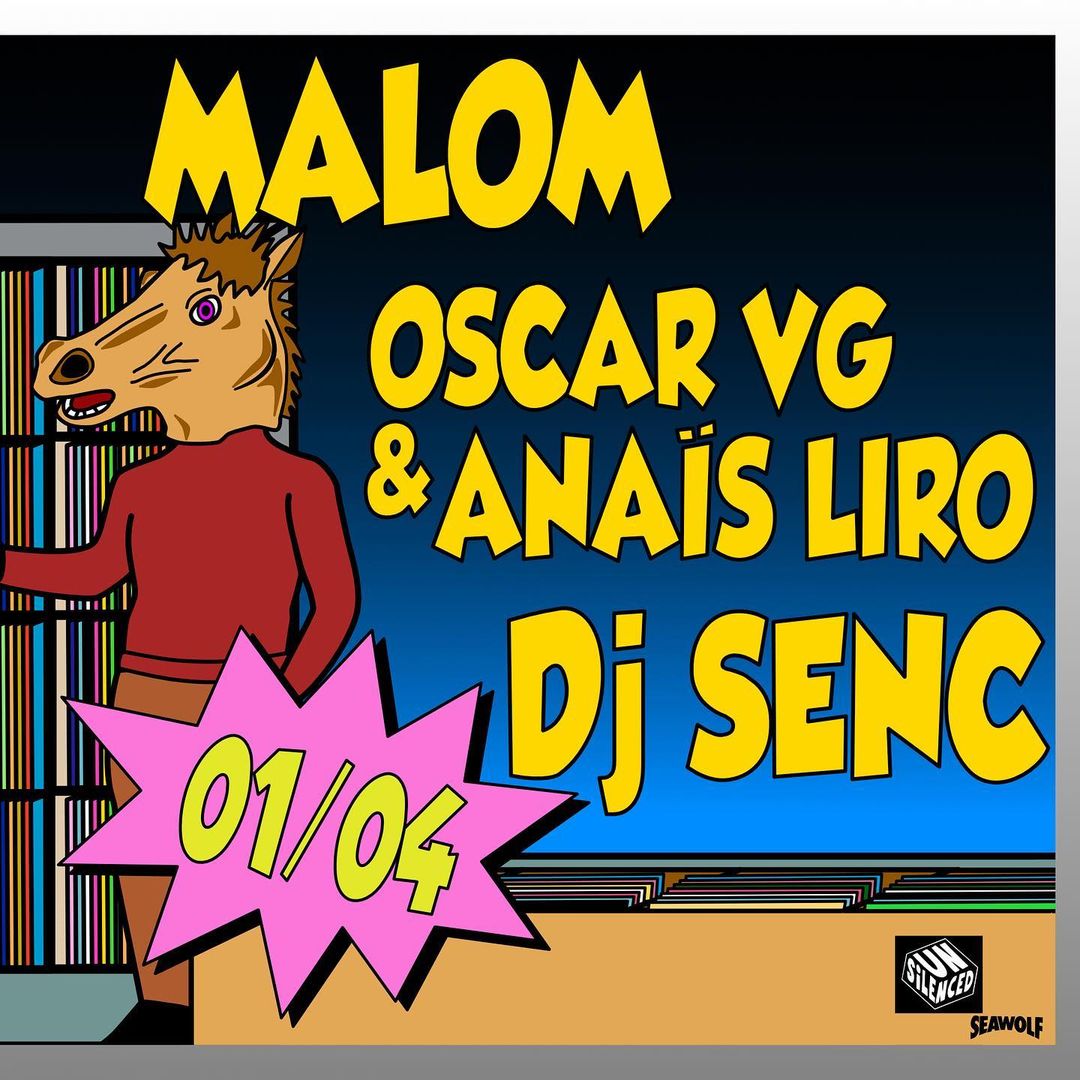 MALOM
OSCAR VG
& ANAÏS LIRO
Dj SENC
01/04
UN
SiLENCED
SEAWOLF